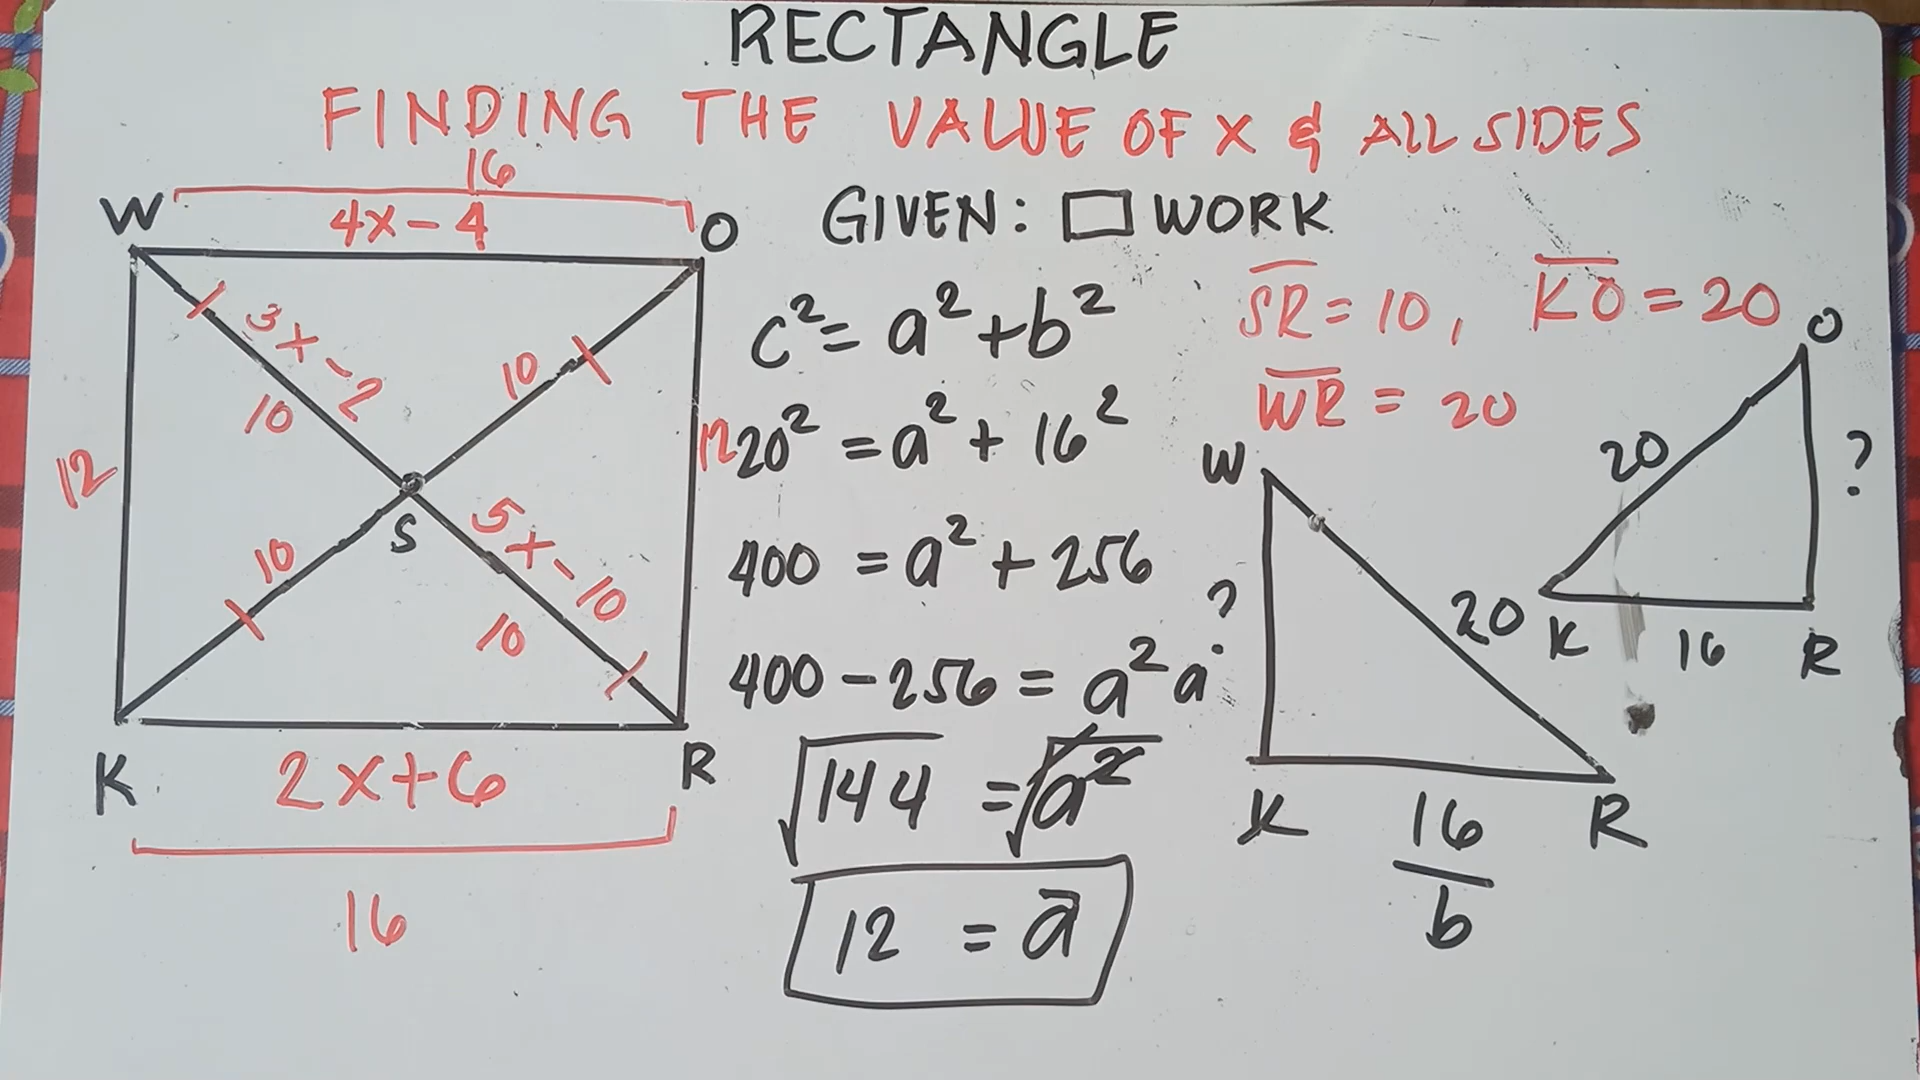 RECTANGLE
FINDING THE VALUE OF X & ALL SIDES
16
4x-4
W
O
3x-2
10
10
12
12
S
10
5x-10
10
K
R
2x+6
16
GIVEN: □ WORK
c² = a² + b²
20² = a² + 16²
400 = a² + 256
400 - 256 = a²
√144 = √a²
12 = a
SR = 10, KO = 20
WR = 20
O
20
?
K
16
R
W
?
20
a
K
R
16
b